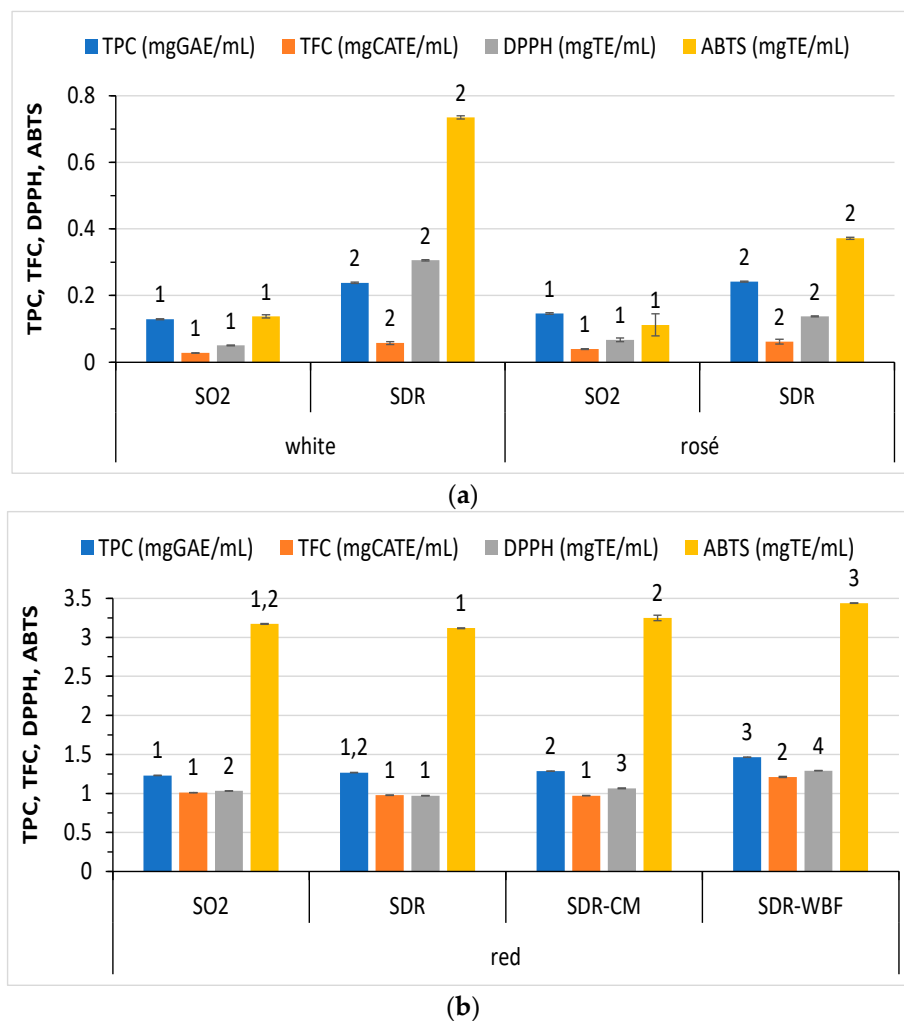 TPC (mgGAE/mL) TFC (mgCATE/mL) DPPH (mgTE/mL) ABTS (mgTE/mL)
TPC, TFC, DPPH, ABTS
0.8
0.6
0.4
0.2
0
1 1 1 1 2 2 2 2 1 1 1 1 2 2 2 2
SO2 SDR SO2 SDR
white rosé
(a)
TPC (mgGAE/mL) TFC (mgCATE/mL) DPPH (mgTE/mL) ABTS (mgTE/mL)
TPC, TFC, DPPH, ABTS
3.5
3
2.5
2
1.5
1
0.5
0
1 1 2 1,2 1,2 1 1 1 2 1 3 2 3 2 4 3
SO2 SDR SDR-CM SDR-WBF
red
(b)